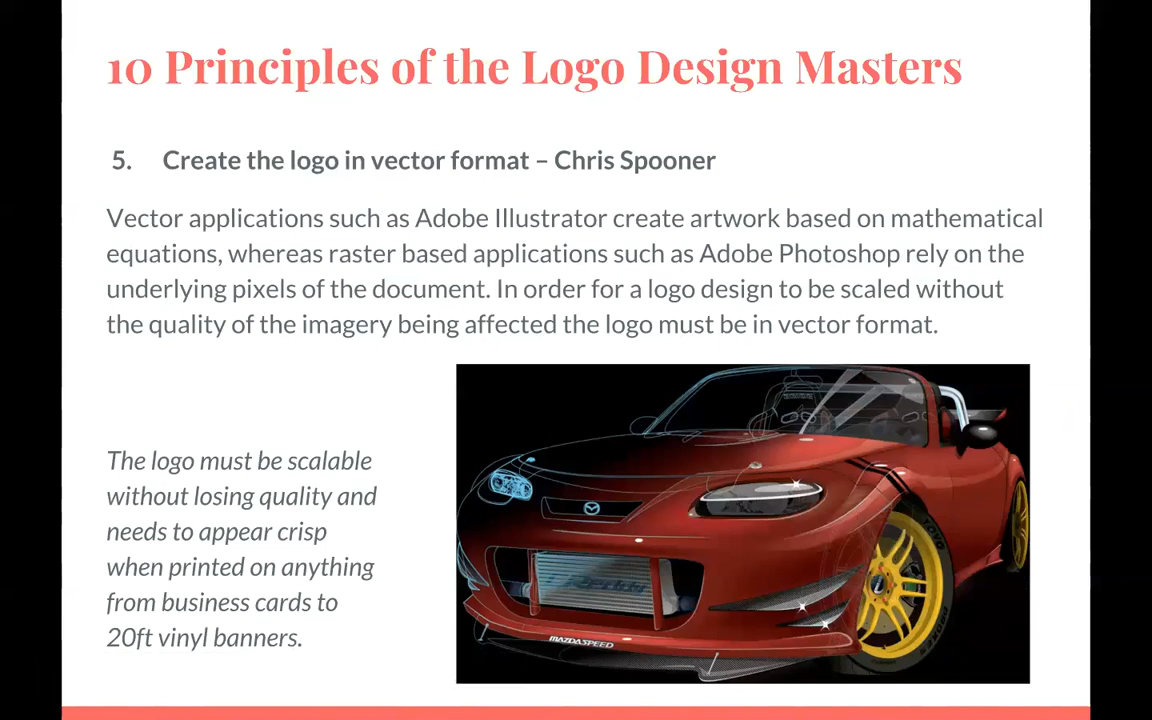 10 Principles of the Logo Design Masters
5. Create the logo in vector format – Chris Spooner
Vector applications such as Adobe Illustrator create artwork based on mathematical
equations, whereas raster based applications such as Adobe Photoshop rely on the
underlying pixels of the document. In order for a logo design to be scaled without
the quality of the imagery being affected the logo must be in vector format.
The logo must be scalable
without losing quality and
needs to appear crisp
when printed on anything
from business cards to
20ft vinyl banners.
MAZDASPEED
TOYO